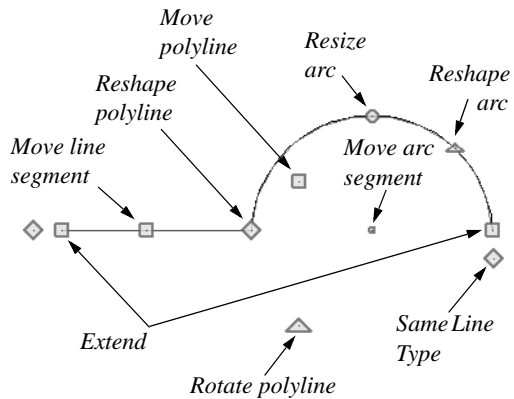 Move
polyline
Resize
arc
Reshape
polyline
Reshape
arc
Move line
segment
Move arc
segment
Extend
Same Line
Type
Rotate polyline